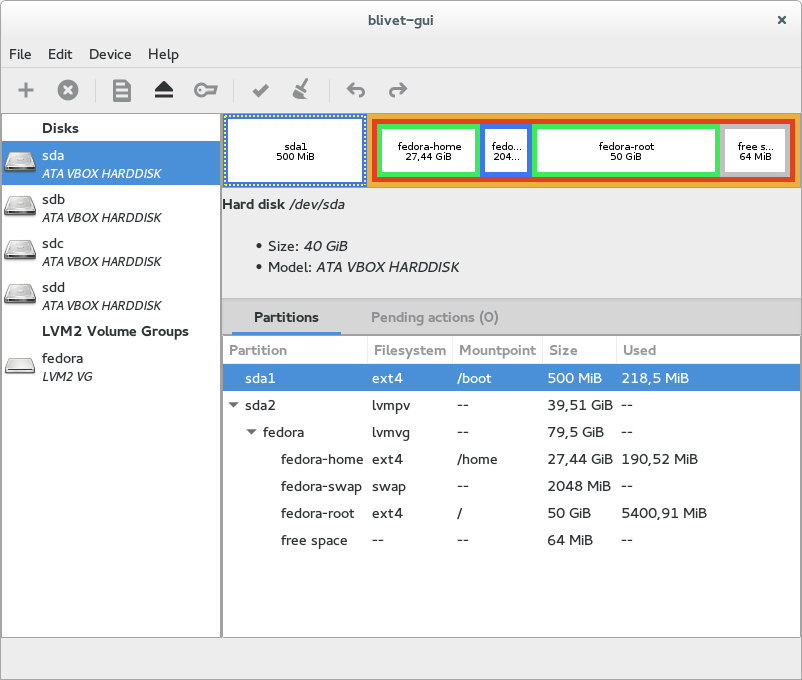 blivet-gui
File Edit Device Help
Disks
sda
ATA VBOX HARDDISK
sdb
ATA VBOX HARDDISK
sdc
ATA VBOX HARDDISK
sdd
ATA VBOX HARDDISK
LVM2 Volume Groups
fedora
LVM2 VG
sda1
500 MiB
fedora-home
27,44 GiB
fedo...
204...
fedora-root
50 GiB
free s...
64 MiB
Hard disk /dev/sda
• Size: 40 GiB
• Model: ATA VBOX HARDDISK
Partitions Pending actions (0)
Partition Filesystem Mountpoint Size Used
sda1 ext4 /boot 500 MiB 218,5 MiB
sda2 lvmpv -- 39,51 GiB --
fedora lvmvg -- 79,5 GiB --
fedora-home ext4 /home 27,44 GiB 190,52 MiB
fedora-swap swap -- 2048 MiB --
fedora-root ext4 / 50 GiB 5400,91 MiB
free space -- -- 64 MiB --